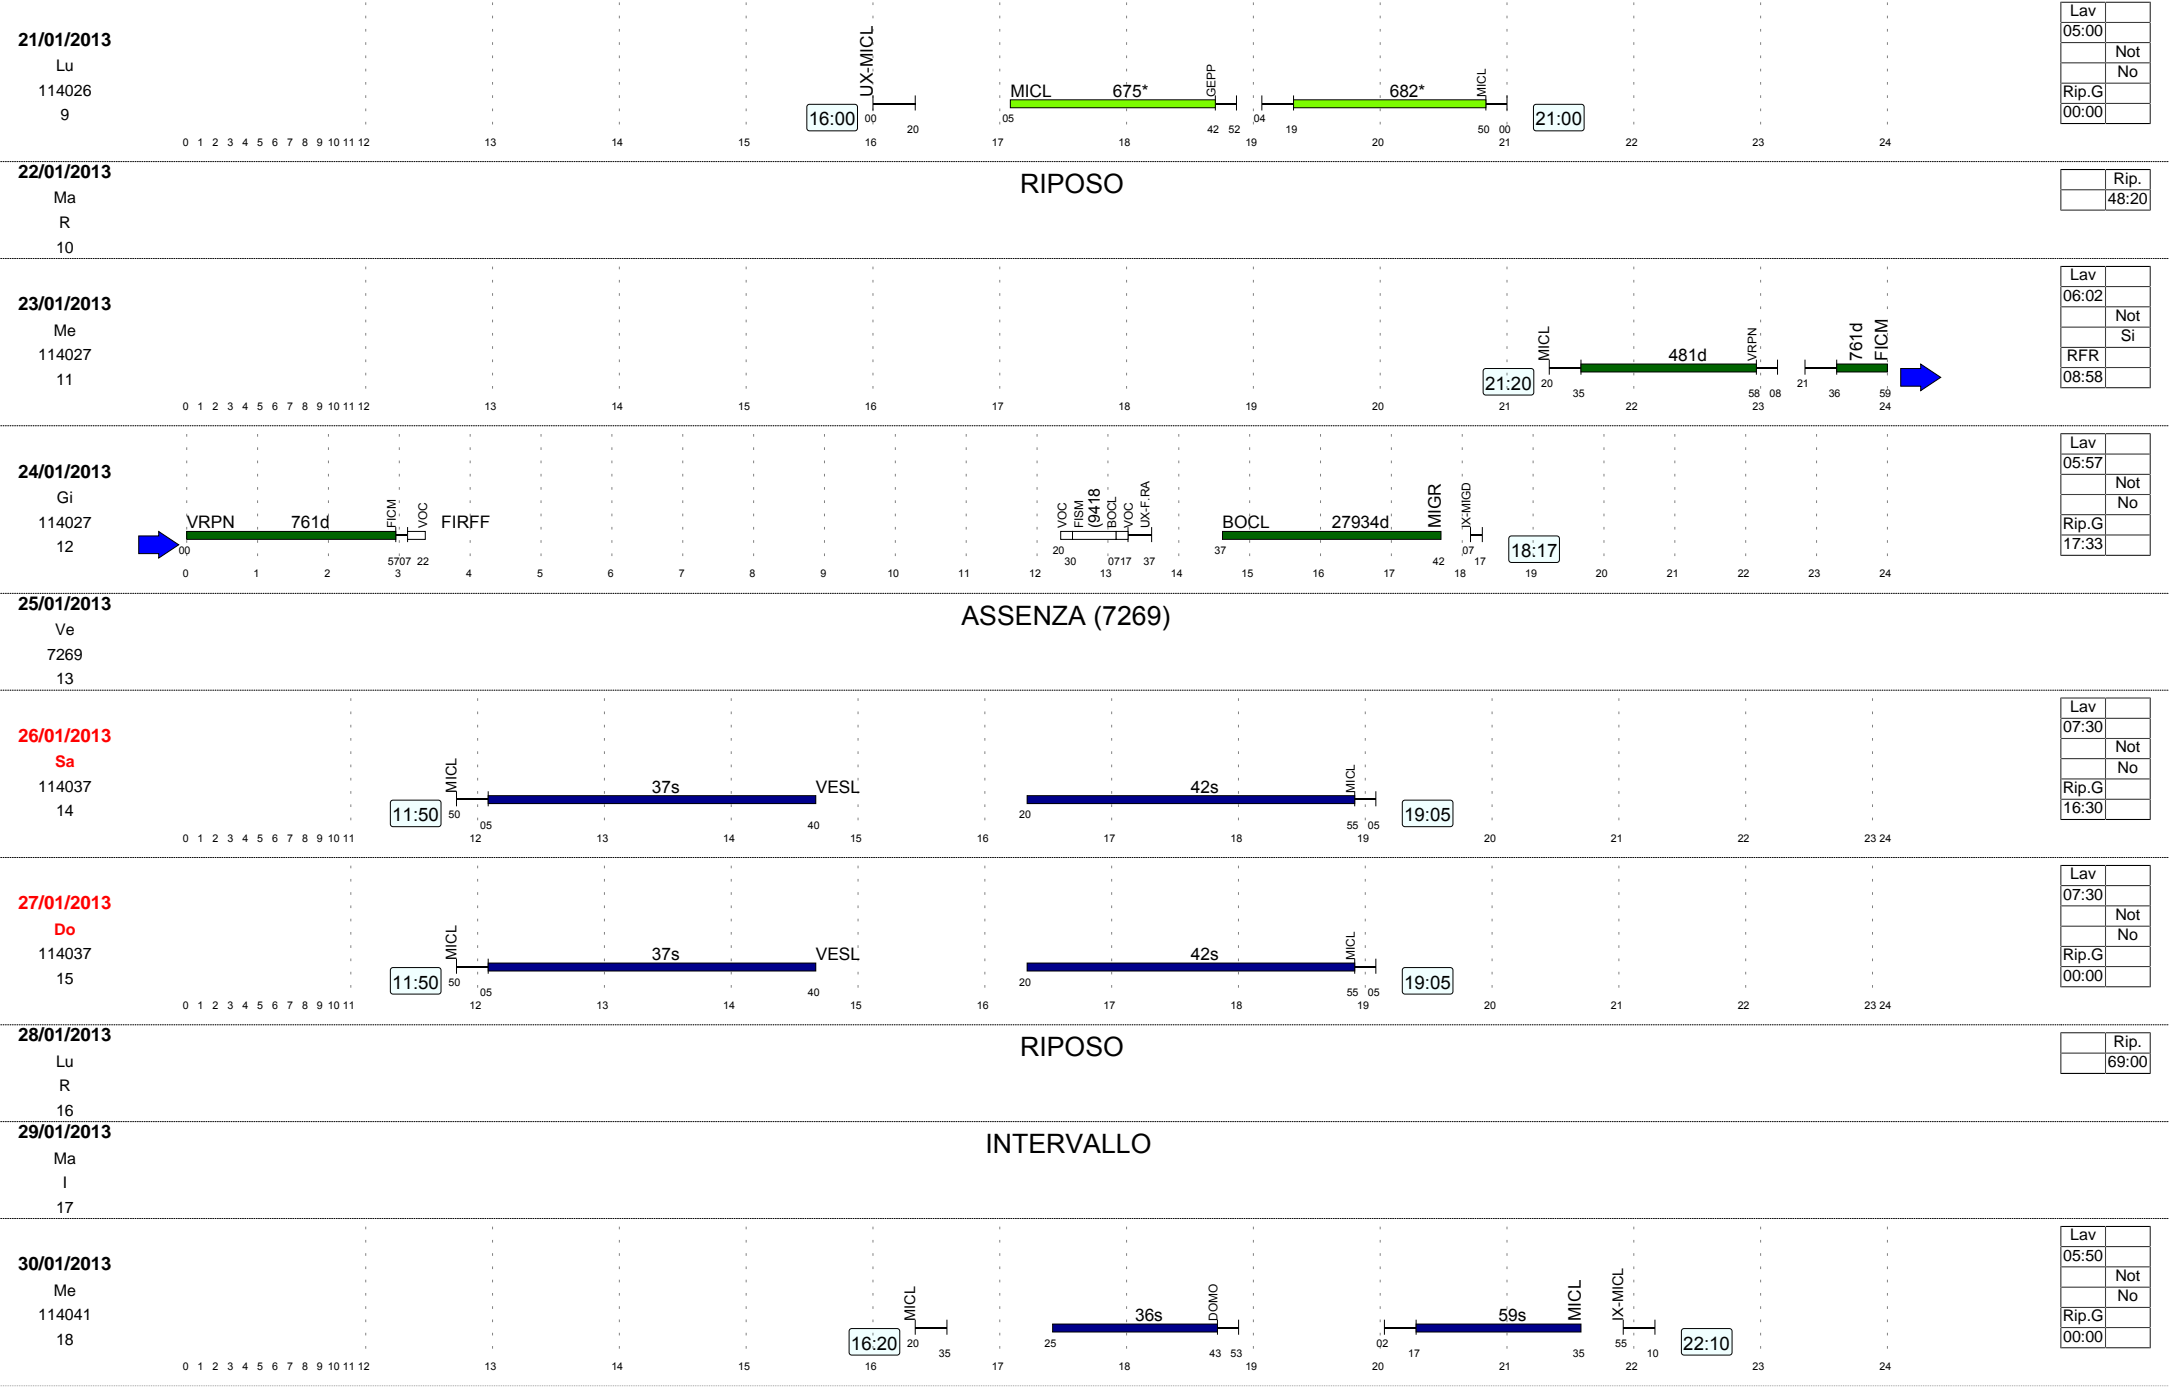 21/01/2013
Lu
114026
9
16:00
UX-MICL
00
20
MICL 675* GEPP
05
42 52
04
19
682* MICL
50 00
21:00
0 1 2 3 4 5 6 7 8 9 10 11 12 13 14 15 16 17 18 19 20 21 22 23 24
Lav
05:00
Not
No
Rip.G
00:00
22/01/2013
Ma
R
10
RIPOSO
Rip.
48:20
23/01/2013
Me
114027
11
21:20
MICL
20
35
481d VRPN
58 08
21
36
761d FICM
59
0 1 2 3 4 5 6 7 8 9 10 11 12 13 14 15 16 17 18 19 20 21 22 23 24
Lav
06:02
Not
Si
RFR
08:58
24/01/2013
Gi
114027
12
VRPN 761d FICM VOC FIRFF
00
57 07 22
VOC FISM (9418 BOCL VOC UX-F.RA
20
30 07 17 37
BOCL 27934d MIGR
37
42
IX-MIGD
07
17
18:17
0 1 2 3 4 5 6 7 8 9 10 11 12 13 14 15 16 17 18 19 20 21 22 23 24
Lav
05:57
Not
No
Rip.G
17:33
25/01/2013
Ve
7269
13
ASSENZA (7269)
26/01/2013
Sa
114037
14
11:50
MICL
50
05
37s VESL
40
20
42s MICL
55 05
19:05
0 1 2 3 4 5 6 7 8 9 10 11 12 13 14 15 16 17 18 19 20 21 22 23 24
Lav
07:30
Not
No
Rip.G
16:30
27/01/2013
Do
114037
15
11:50
MICL
50
05
37s VESL
40
20
42s MICL
55 05
19:05
0 1 2 3 4 5 6 7 8 9 10 11 12 13 14 15 16 17 18 19 20 21 22 23 24
Lav
07:30
Not
No
Rip.G
00:00
28/01/2013
Lu
R
16
RIPOSO
Rip.
69:00
29/01/2013
Ma
I
17
INTERVALLO
30/01/2013
Me
114041
18
16:20
MICL
20
35
36s DOMO
25
43 53
02
17
59s MICL
35
IX-MICL
55
10
22:10
0 1 2 3 4 5 6 7 8 9 10 11 12 13 14 15 16 17 18 19 20 21 22 23 24
Lav
05:50
Not
No
Rip.G
00:00